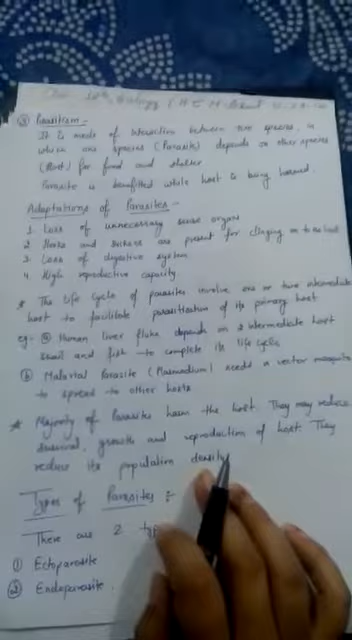 Parasitism -
It is mode of interaction between two species, in
which one species (Parasite) depends on other species
(Host) for food and shelter
Parasite is benefitted while host is being harmed.
Adaptations of Parasites -
1. Loss of unnecessary sense organs
2 Hooks and suckers are present for clinging on to the host
3 Loss of digestive system
4. High reproductive capacity
* The life cycle of parasites involve one or two intermediate
host to facilitate parasitisation of its primary host
eg- ⓐ Human liver fluke depends on 2 intermediate host
snail and fish to complete its life cycle
ⓑ Malarial Parasite (Plasmodium) needs a vector mosquito
to spread to other hosts
* Majority of Parasites harm the host. They may reduce
survival, growth and reproduction of host They
reduce its population density
Types of Parasites :-
There are 2 typ
① Ectoparasite
② Endoparasite.